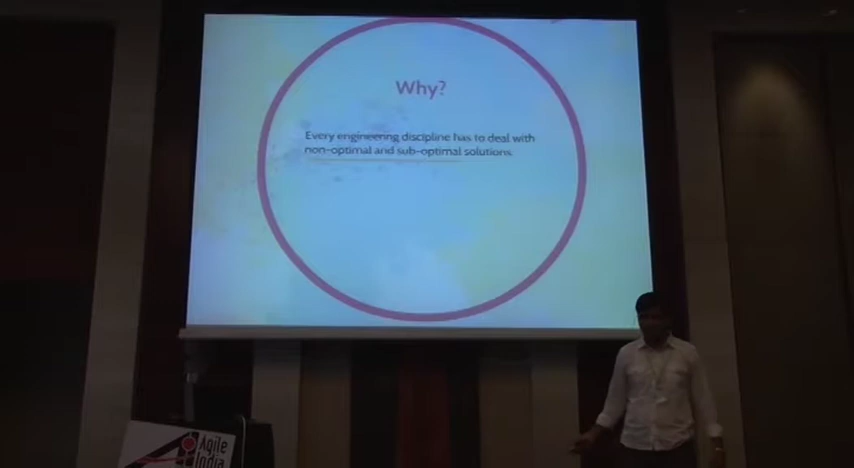 Why?
Every engineering discipline has to deal with
non-optimal and sub-optimal solutions.
Agile
India